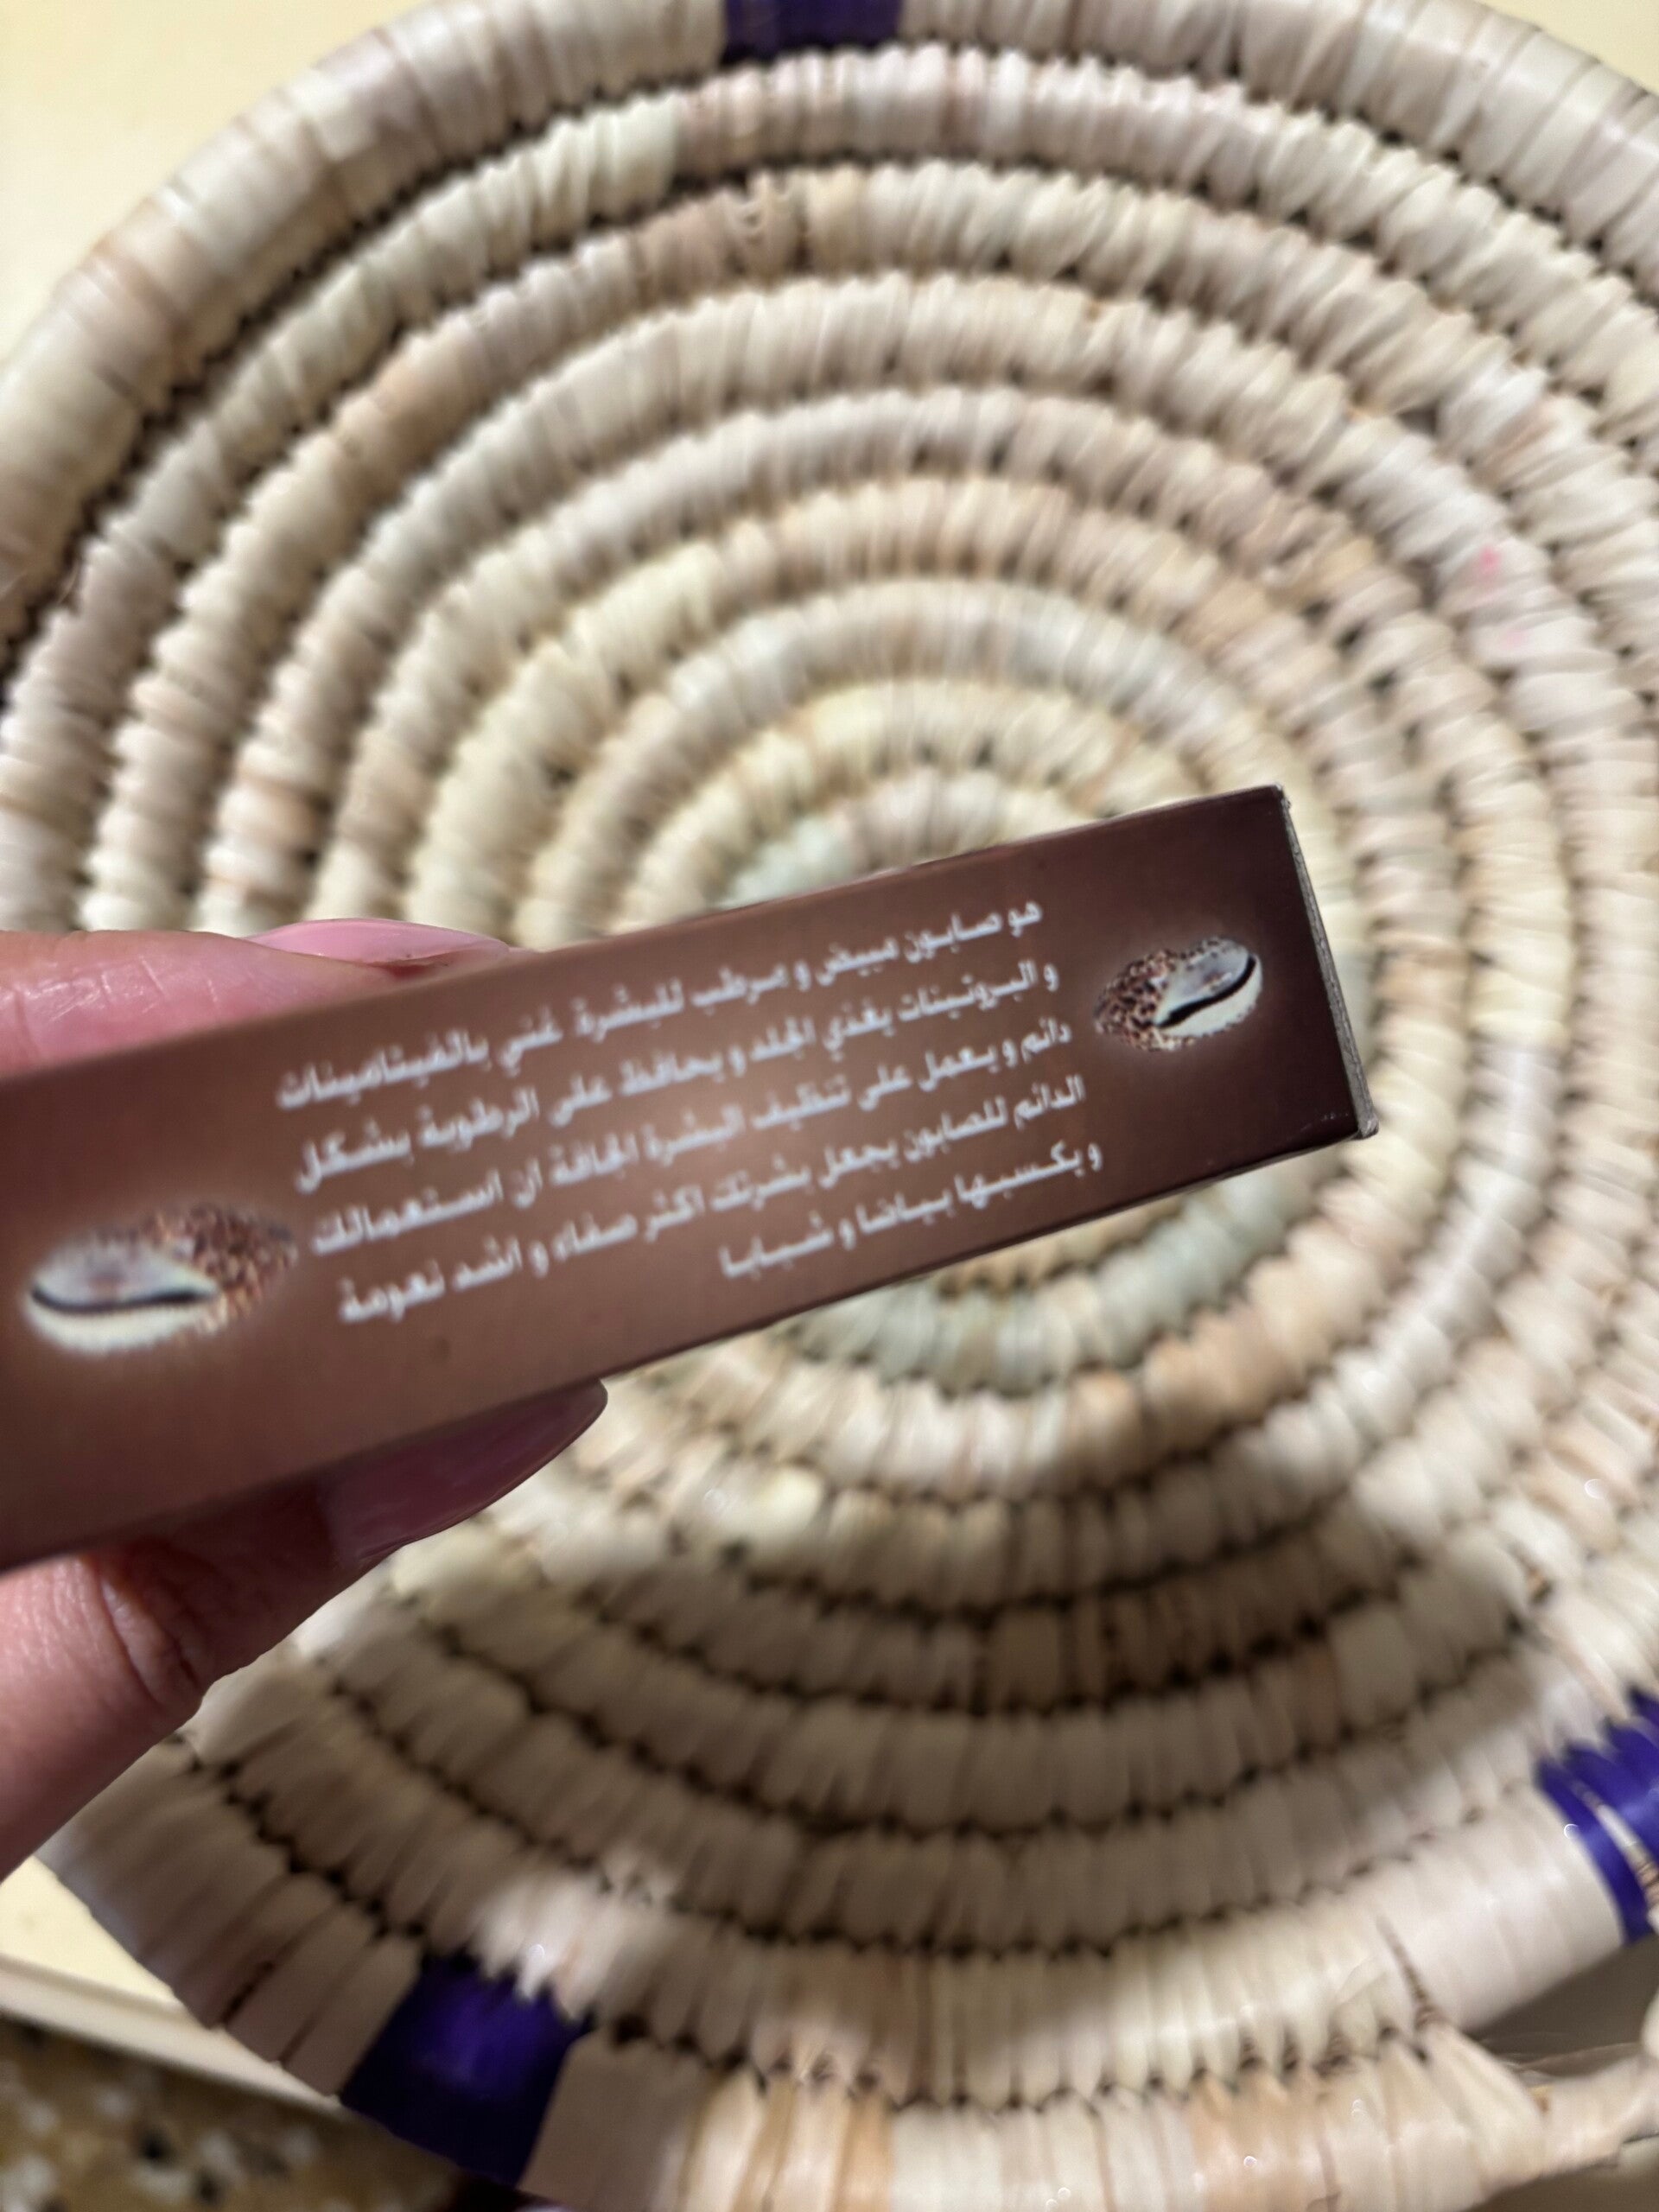 هو صابون مبيض و مرطب للبشرة غني بالفيتامينات
و البروتينات يغذي الجلد و يحافظ على الرطوبة بشكل
دائم و يعمل على تنظيف البشرة الجافة ان استعمالك
الدائم للصابون يجعل بشرتك اكثر صفاء و اشد نعومة
و يكسبها بياضا و شبابا